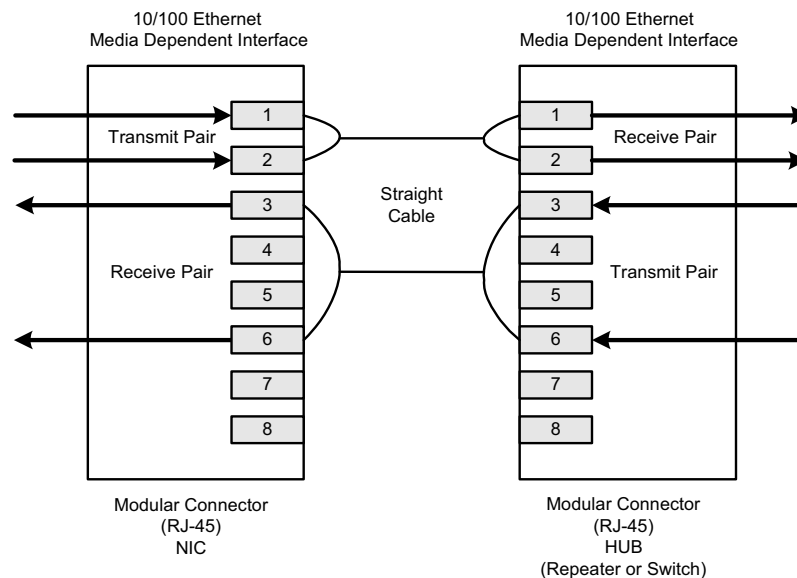 10/100 Ethernet
Media Dependent Interface
10/100 Ethernet
Media Dependent Interface
1
Transmit Pair
2
3
4
Receive Pair
5
6
7
8
Straight
Cable
1
Receive Pair
2
3
4
Transmit Pair
5
6
7
8
Modular Connector
(RJ-45)
NIC
Modular Connector
(RJ-45)
HUB
(Repeater or Switch)